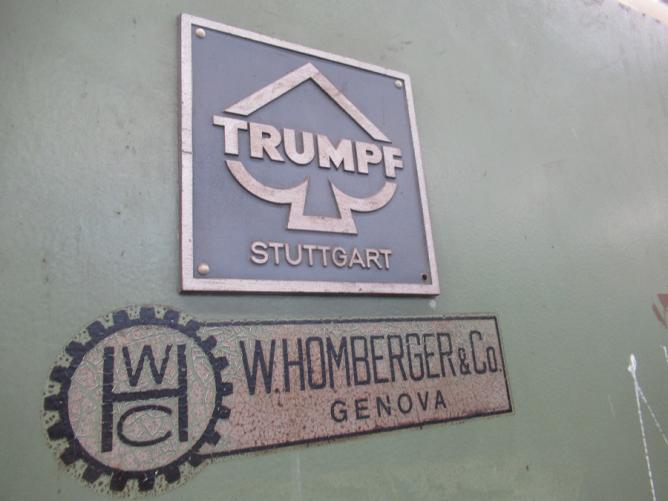 TRUMPF
STUTTGART
WHC
W. HOMBERGER & Co.
GENOVA